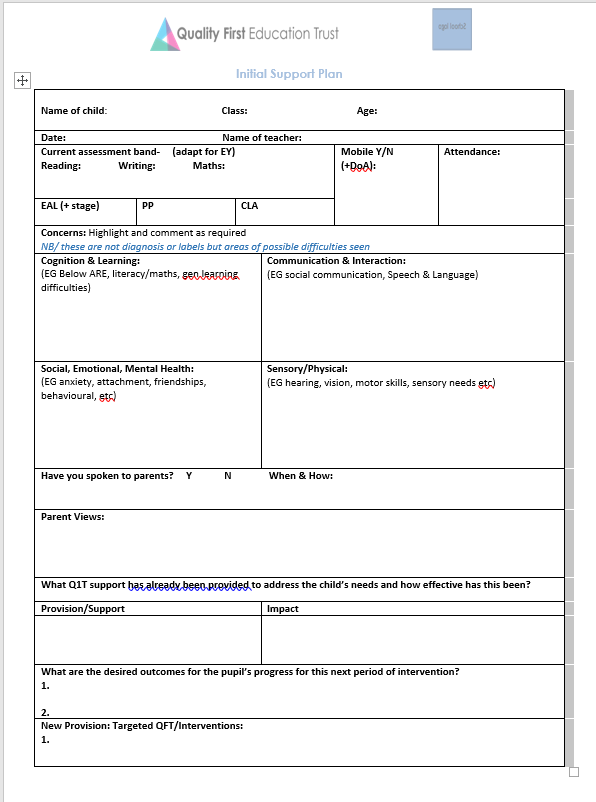 Quality First Education Trust
Initial Support Plan
Name of child: Class: Age:
Date: Name of teacher:
Current assessment band- (adapt for EY)
Reading: Writing: Maths:
Mobile Y/N
(+DoA):
Attendance:
EAL (+ stage) PP CLA
Concerns: Highlight and comment as required
NB/ these are not diagnosis or labels but areas of possible difficulties seen
Cognition & Learning:
(EG Below ARE, literacy/maths, gen.learning
difficulties)
Communication & Interaction:
(EG social communication, Speech & Language)
Social, Emotional, Mental Health:
(EG anxiety, attachment, friendships,
behavioural, etc)
Sensory/Physical:
(EG hearing, vision, motor skills, sensory needs etc)
Have you spoken to parents? Y N When & How:
Parent Views:
What Q1T support has already been provided to address the child's needs and how effective has this been?
Provision/Support Impact
What are the desired outcomes for the pupil's progress for this next period of intervention?
1.
2.
New Provision: Targeted QFT/Interventions:
1.